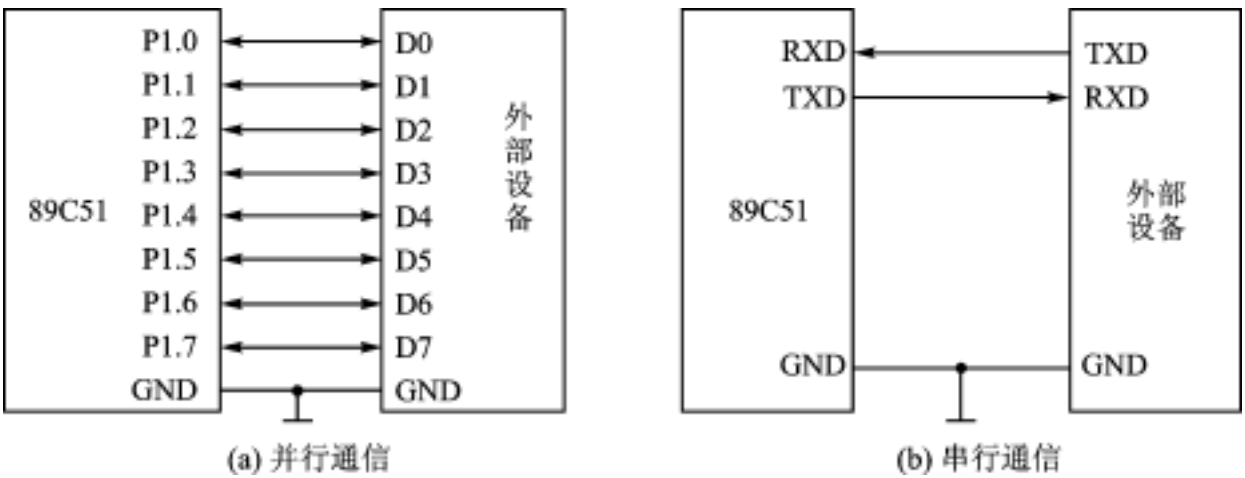 P1.0 D0
P1.1 D1
P1.2 D2
P1.3 D3
P1.4 D4
P1.5 D5
P1.6 D6
P1.7 D7
GND GND
89C51
外部设备
(a) 并行通信
RXD TXD
TXD RXD
89C51
外部
设备
GND GND
(b) 串行通信